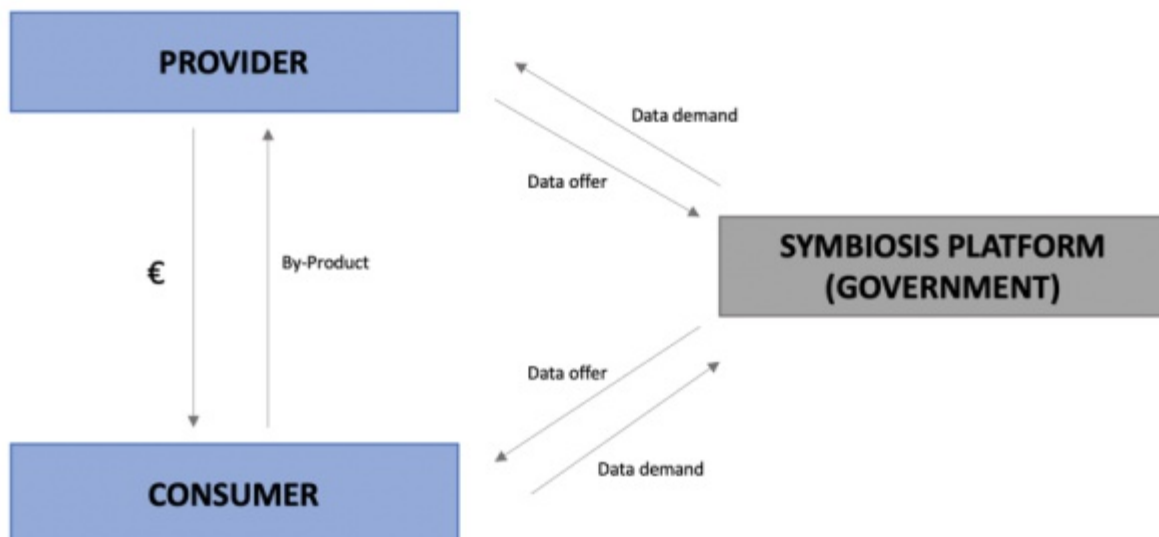 PROVIDER
Data demand
Data offer
SYMBIOSIS PLATFORM
(GOVERNMENT)
€
By-Product
Data offer
Data demand
CONSUMER